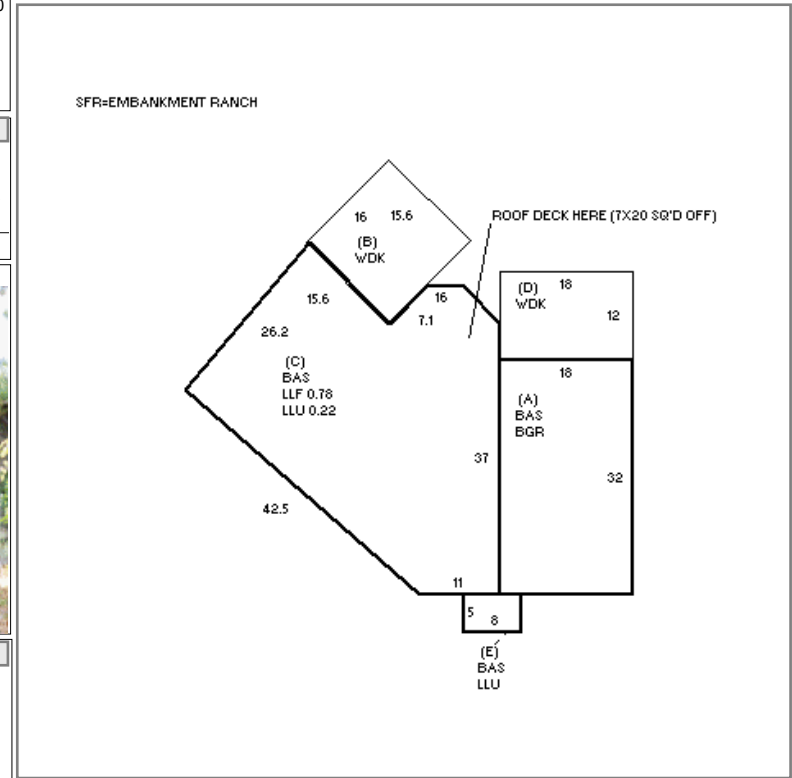 SFR=EMBANKMENT RANCH
ROOF DECK HERE (7X20 SQ'D OFF)
16 15.6
(B)
WDK
18
(D)
WDK
12
15.6
16
7.1
26.2
(C)
BAS
LLF 0.78
LLU 0.22
18
(A)
BAS
BGR
37
32
42.5
11
5
8
(E)
BAS
LLU